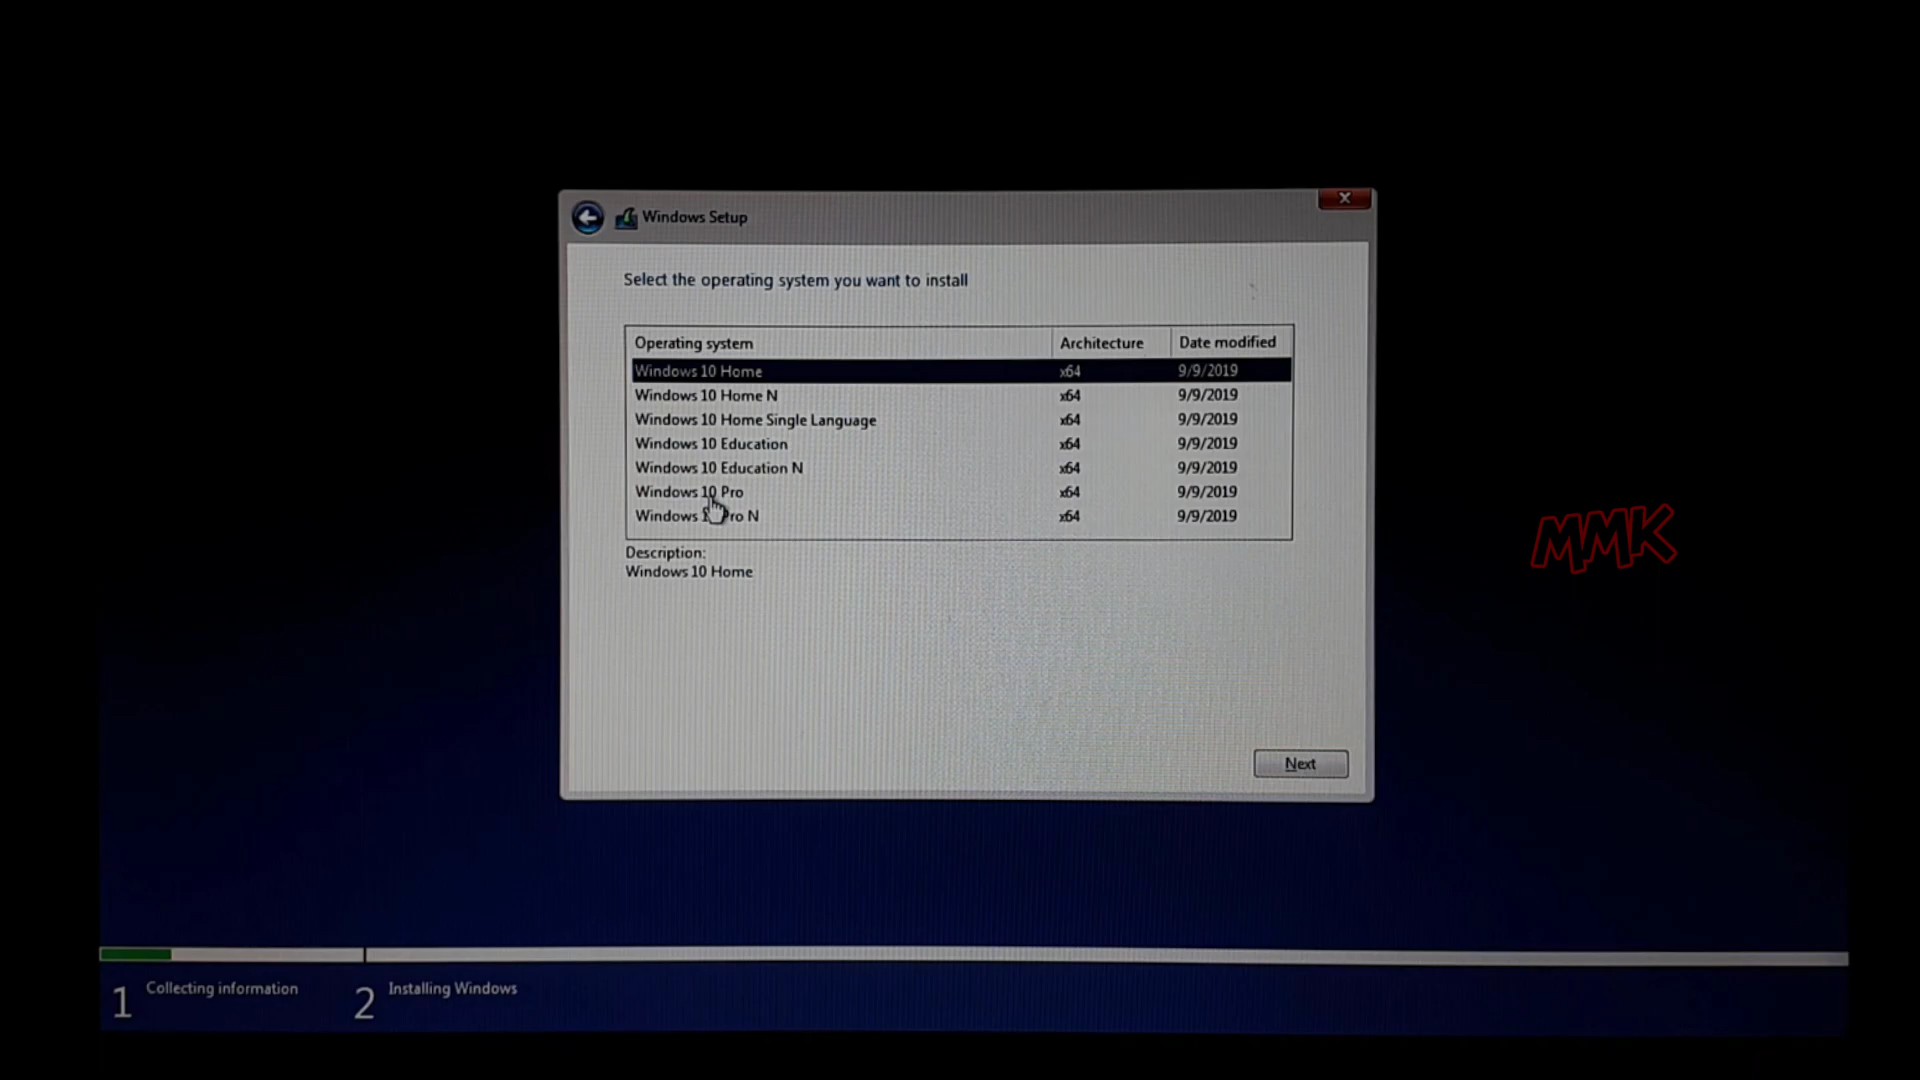 Windows Setup
Select the operating system you want to install
Operating system Architecture Date modified
Windows 10 Home x64 9/9/2019
Windows 10 Home N x64 9/9/2019
Windows 10 Home Single Language x64 9/9/2019
Windows 10 Education x64 9/9/2019
Windows 10 Education N x64 9/9/2019
Windows 10 Pro x64 9/9/2019
Windows 10 Pro N x64 9/9/2019
Description:
Windows 10 Home
MMK
Next
1 Collecting information 2 Installing Windows